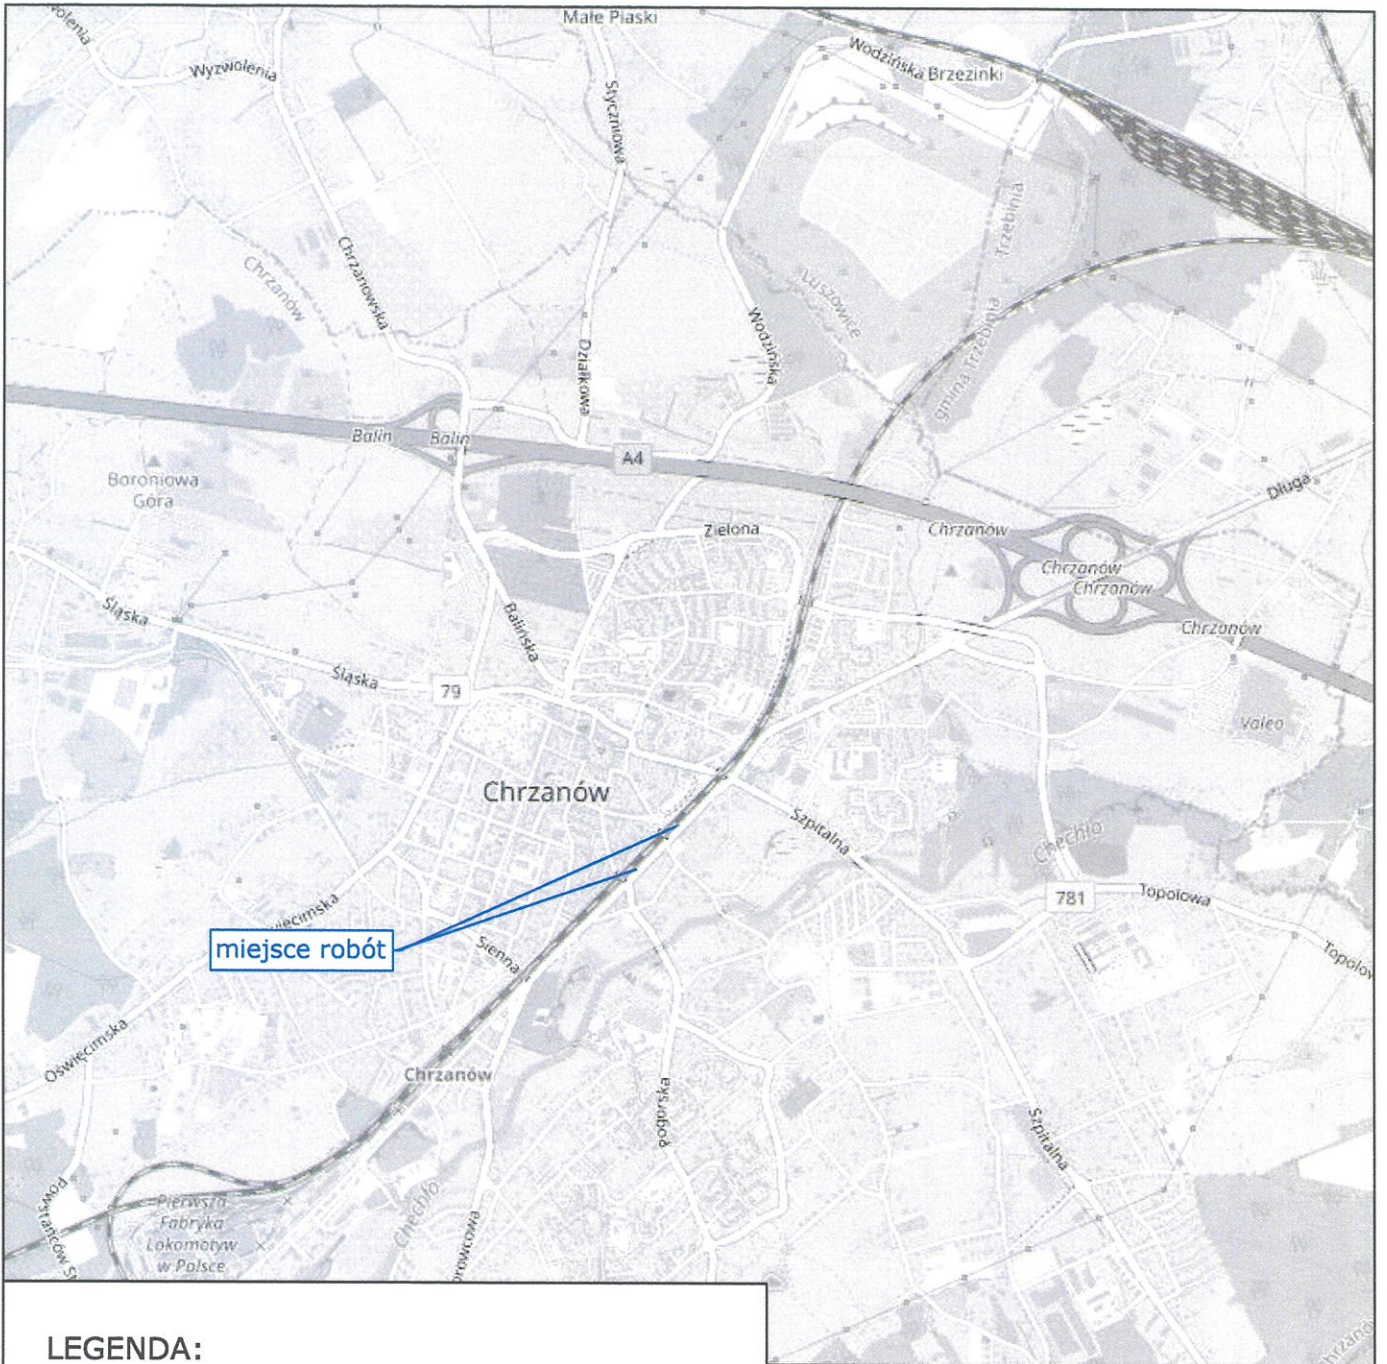 Małe Piaski
Wyzwolenia
Wodzińska
Brzezinki
Styczniowa
Trzebinia
Chrzanów
Chrzanowska
Luszowice
Wodzińska
Działkowa
gmina Trzebinia
Balin
Balin
A4
Boroniowa
Góra
Długa
Zielona
Chrzanów
Chrzanów
Chrzanów
Śląska
Balińska
Chrzanów
Śląska
79
Valeo
Chrzanów
Szpitalna
Chechło
781
Topolowa
miejsce robót
Sienna
Oświęcimska
Chrzanów
Pogorska
Szpitalna
Pierwsza
Fabryka
Lokomotyw
w Polsce
Chechło
LEGENDA: